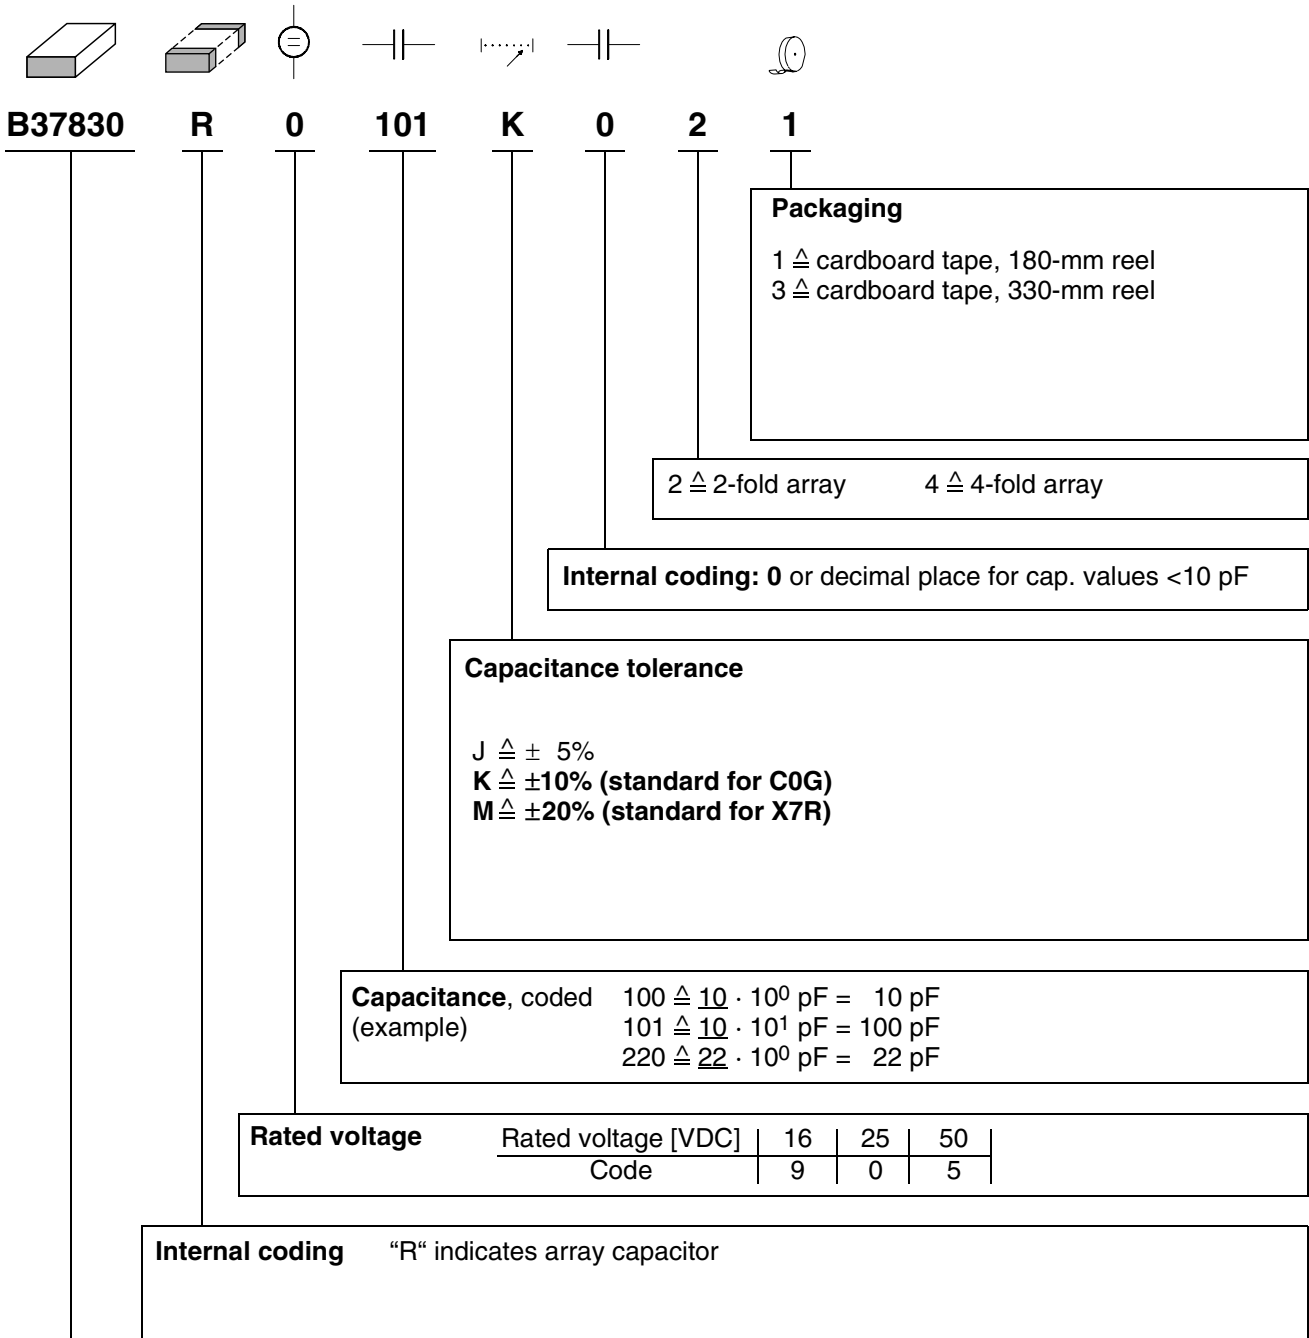 B37830 R 0 101 K 0 2 1
Packaging
1 ≙ cardboard tape, 180-mm reel
3 ≙ cardboard tape, 330-mm reel
2 ≙ 2-fold array 4 ≙ 4-fold array
Internal coding: 0 or decimal place for cap. values <10 pF
Capacitance tolerance
J ≙ ± 5%
K ≙ ±10% (standard for C0G)
M ≙ ±20% (standard for X7R)
Capacitance, coded 100 ≙ 10 · 10⁰ pF = 10 pF
(example) 101 ≙ 10 · 10¹ pF = 100 pF
220 ≙ 22 · 10⁰ pF = 22 pF
Rated voltage Rated voltage [VDC] 16 25 50
Code 9 0 5
Internal coding “R“ indicates array capacitor